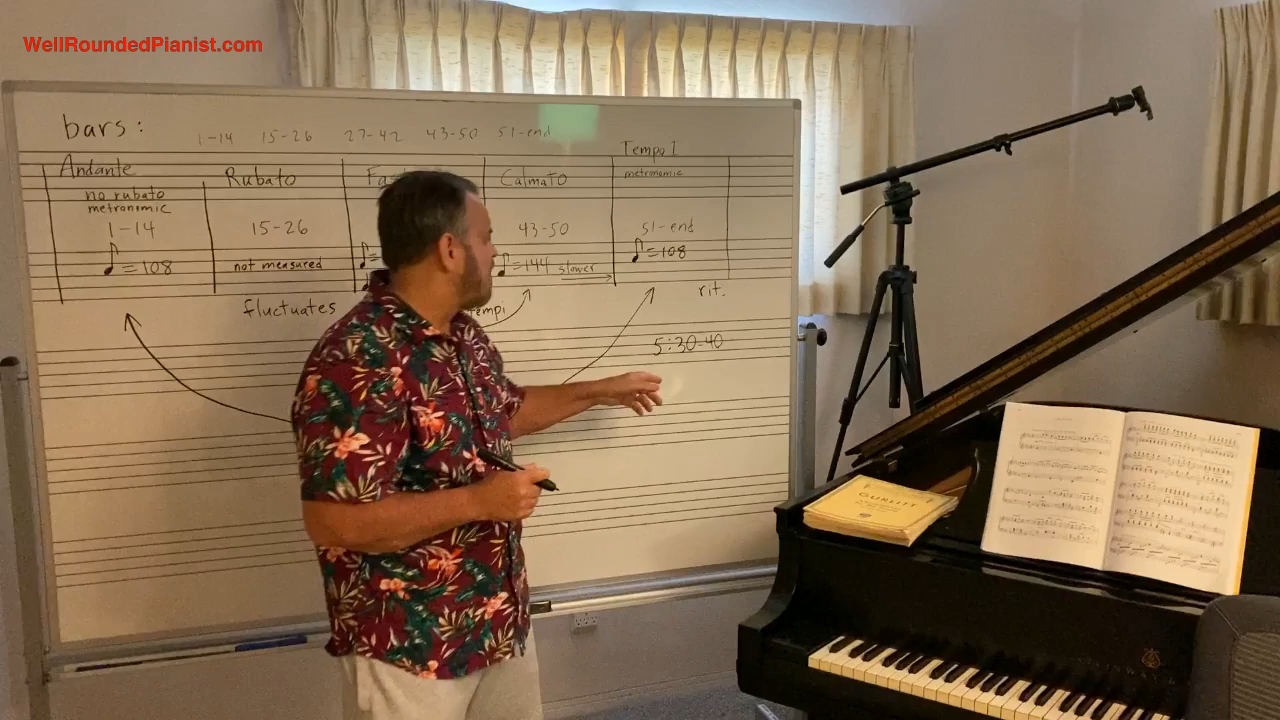 WellRoundedPianist.com
bars: 1-14 15-26 27-42 43-50 51-end
Andante Rubato Calmato Tempo I
no rubato metronomic
metronomic
1-14 15-26 43-50 51-end
♪=108 not measured ♪=144 slower ♪=108
fluctuates rit.
5:30-40
GURLITT
STEINWAY